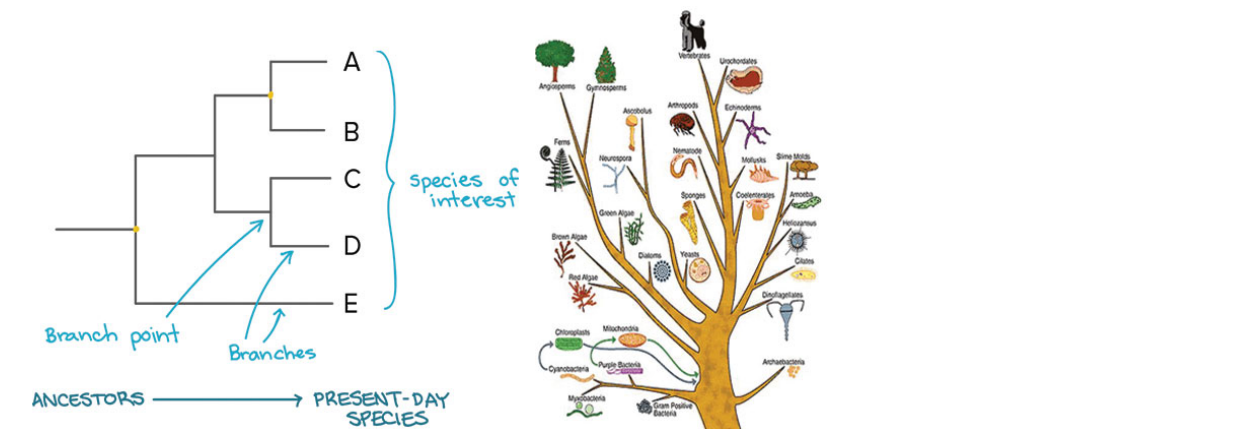 A
B
C
D
E
species of
interest
Branch point
Branches
ANCESTORS
PRESENT-DAY
SPECIES
Vertebrates
Urochordates
Angiosperms
Gymnosperms
Ascobolus
Arthropods
Echinoderms
Ferns
Neurospora
Nematode
Mollusks
Slime Molds
Sponges
Coelenterates
Amoeba
Green Algae
Heliozoans
Brown Algae
Diatoms
Yeasts
Ciliates
Red Algae
Dinoflagellates
Chloroplasts
Mitochondria
Cyanobacteria
Purple Bacteria
Archaebacteria
Myxobacteria
Gram Positive
Bacteria